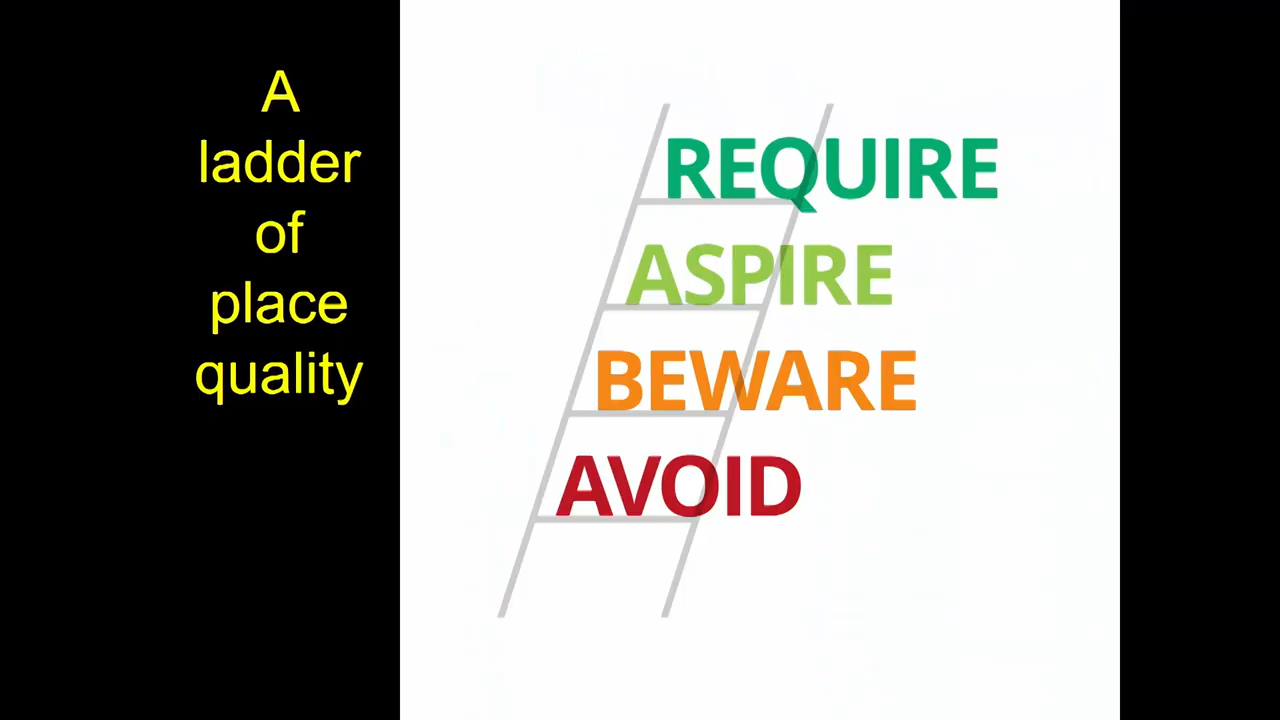 A
ladder
of
place
quality
REQUIRE
ASPIRE
BEWARE
AVOID